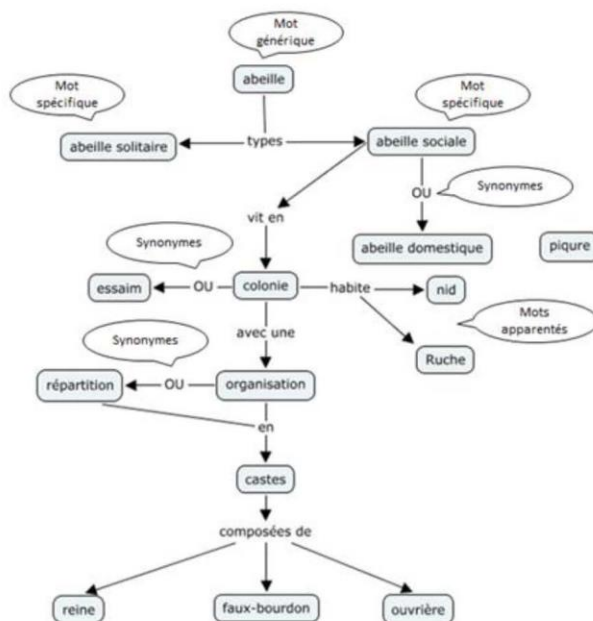 Mot
générique
abeille
Mot
spécifique
Mot
spécifique
abeille solitaire
types
abeille sociale
OU
Synonymes
vit en
abeille domestique
piqure
Synonymes
essaim
OU
colonie
habite
nid
Mots
apparentés
avec une
Ruche
Synonymes
répartition
OU
organisation
en
castes
composées de
reine
faux-bourdon
ouvrière